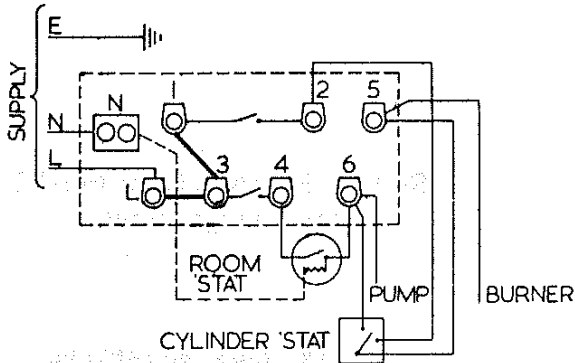 SUPPLY
E
N
L
N
1
2
5
L
3
4
6
ROOM
'STAT
PUMP
BURNER
CYLINDER 'STAT